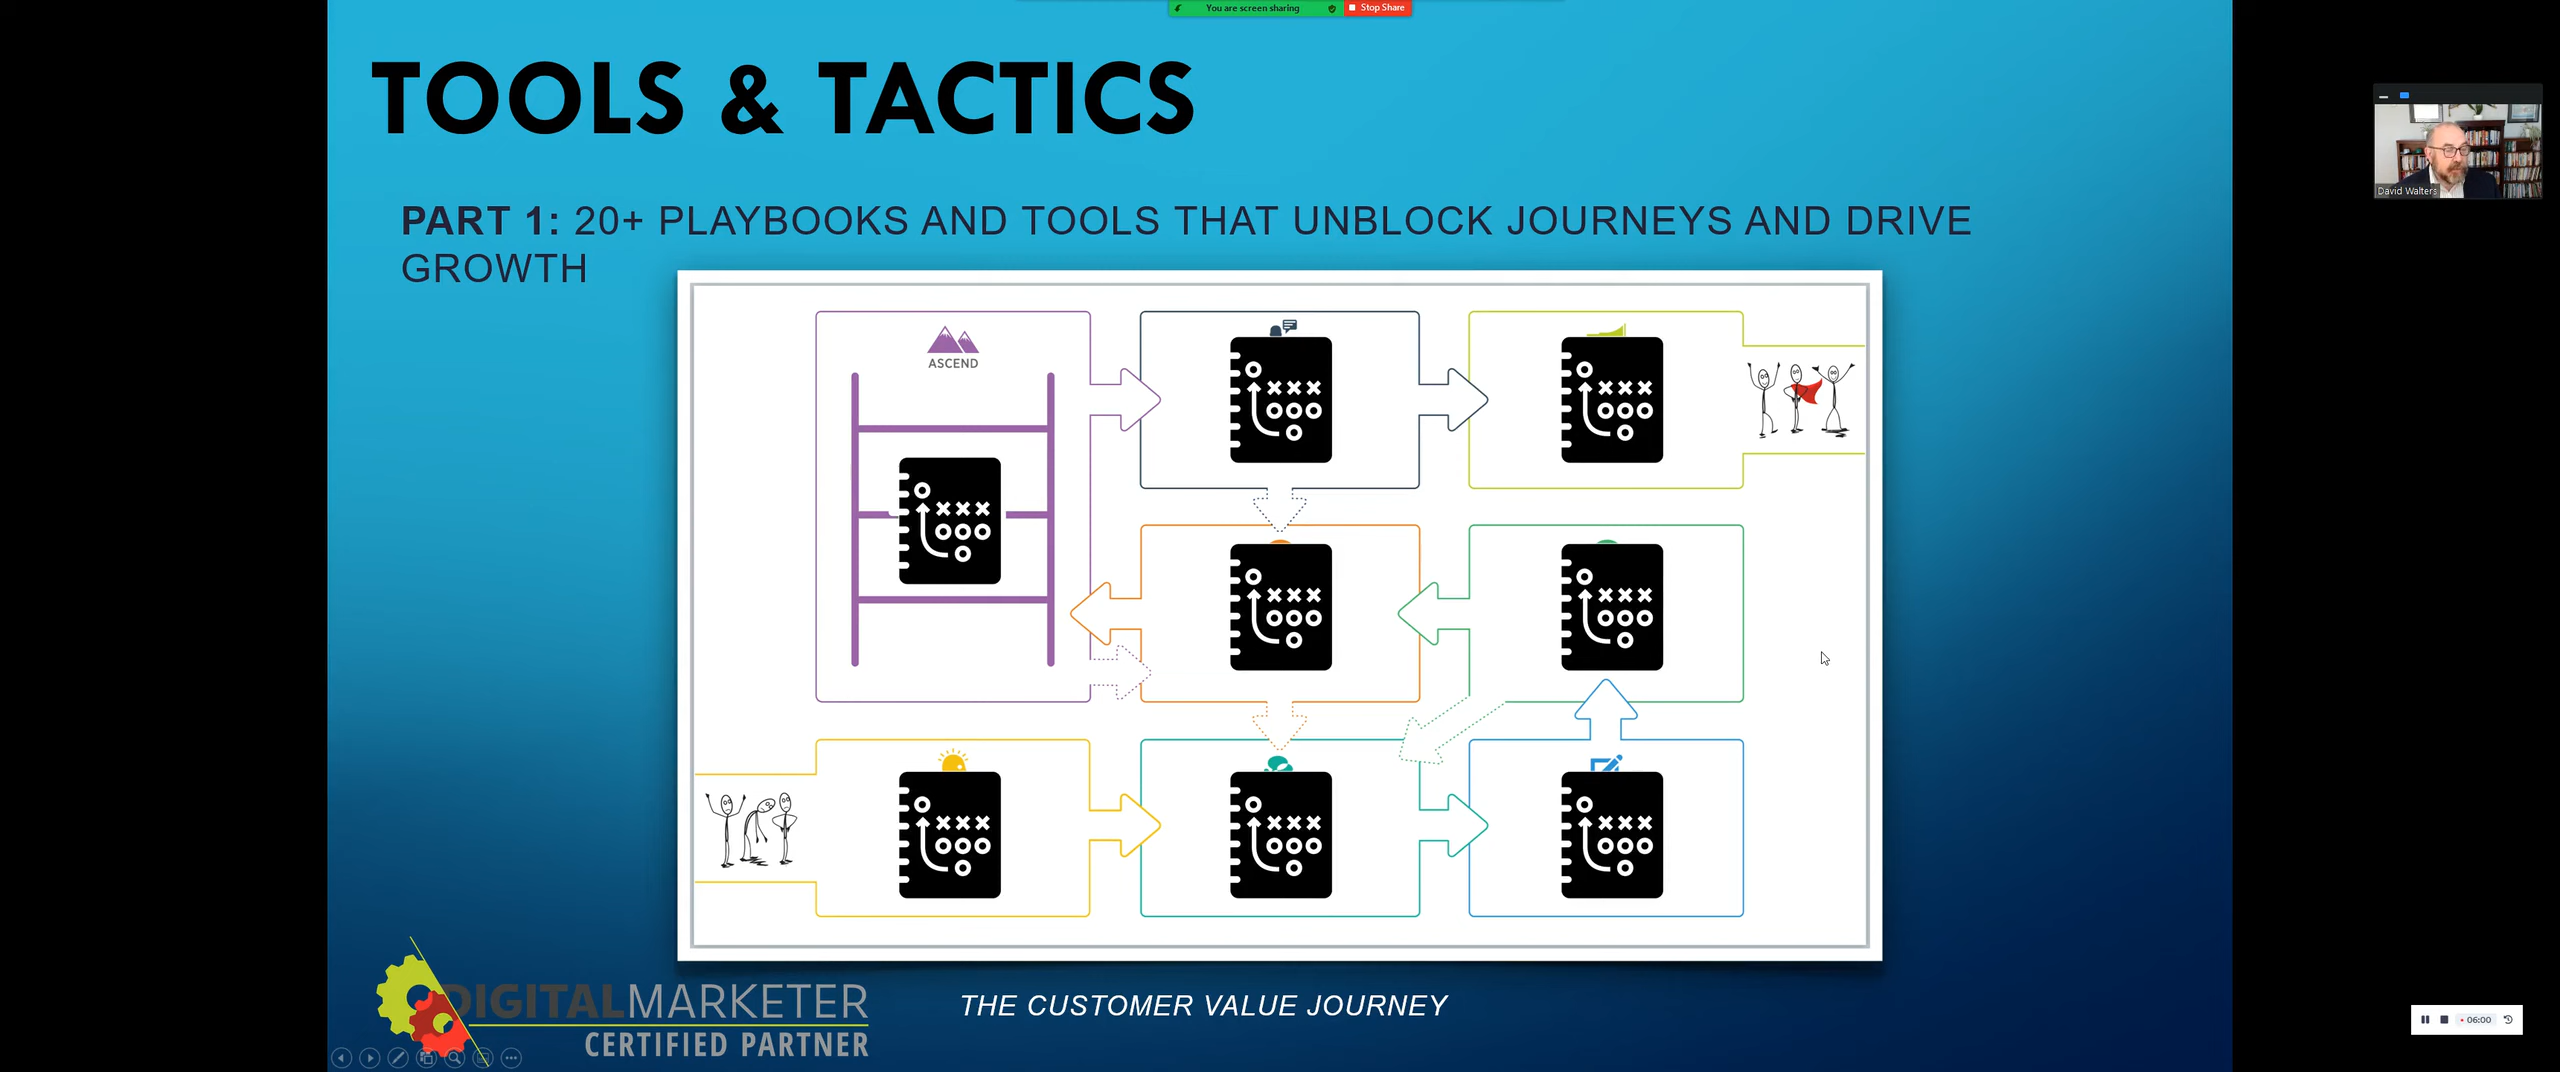 You are screen sharing
Stop Share
TOOLS & TACTICS
David Walters
PART 1: 20+ PLAYBOOKS AND TOOLS THAT UNBLOCK JOURNEYS AND DRIVE
GROWTH
ASCEND
DIGITALMARKETER
CERTIFIED PARTNER
THE CUSTOMER VALUE JOURNEY
06:00